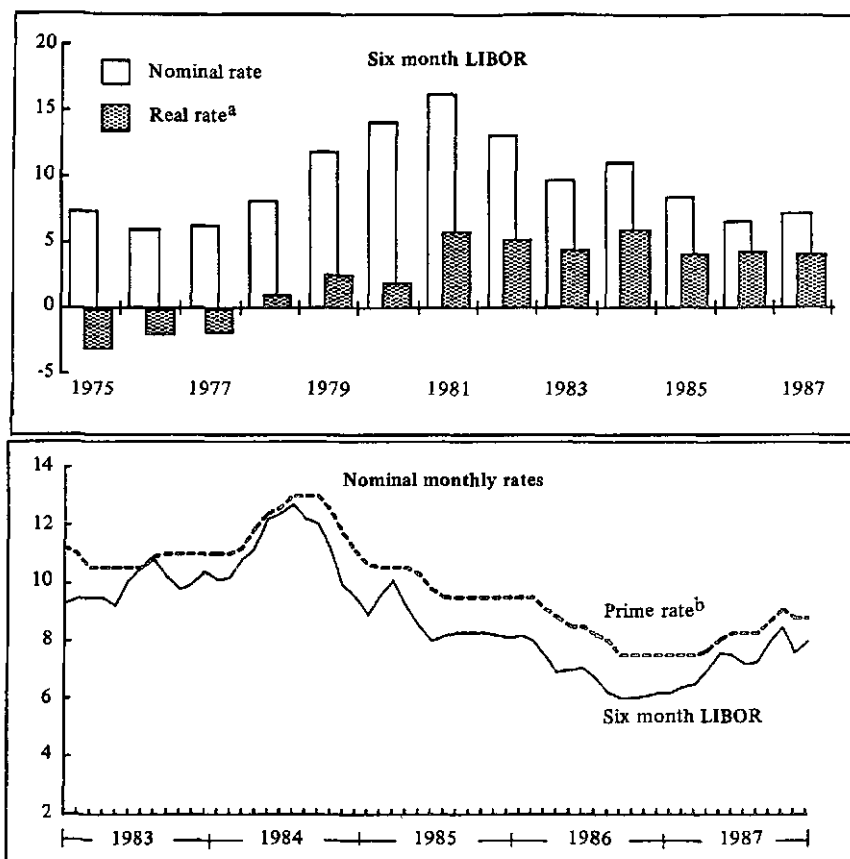 Six month LIBOR
Nominal rate
Real rateᵃ
20
15
10
5
0
-5
1975 1977 1979 1981 1983 1985 1987
Nominal monthly rates
14
12
10
8
6
4
2
Prime rateᵇ
Six month LIBOR
1983 1984 1985 1986 1987